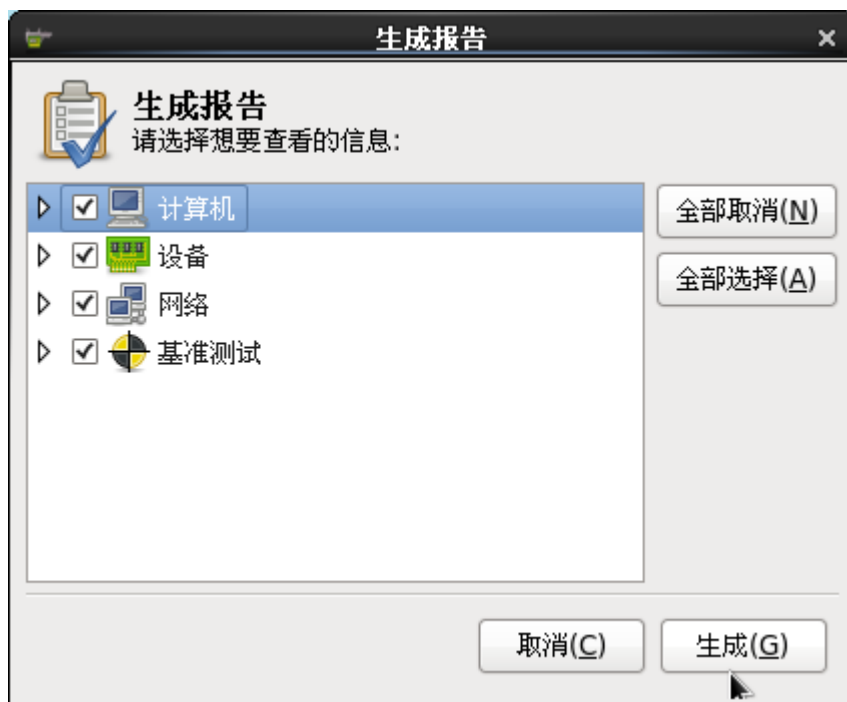 生成报告
生成报告
请选择想要查看的信息:
计算机
全部取消(N)
设备
全部选择(A)
网络
基准测试
取消(C)
生成(G)